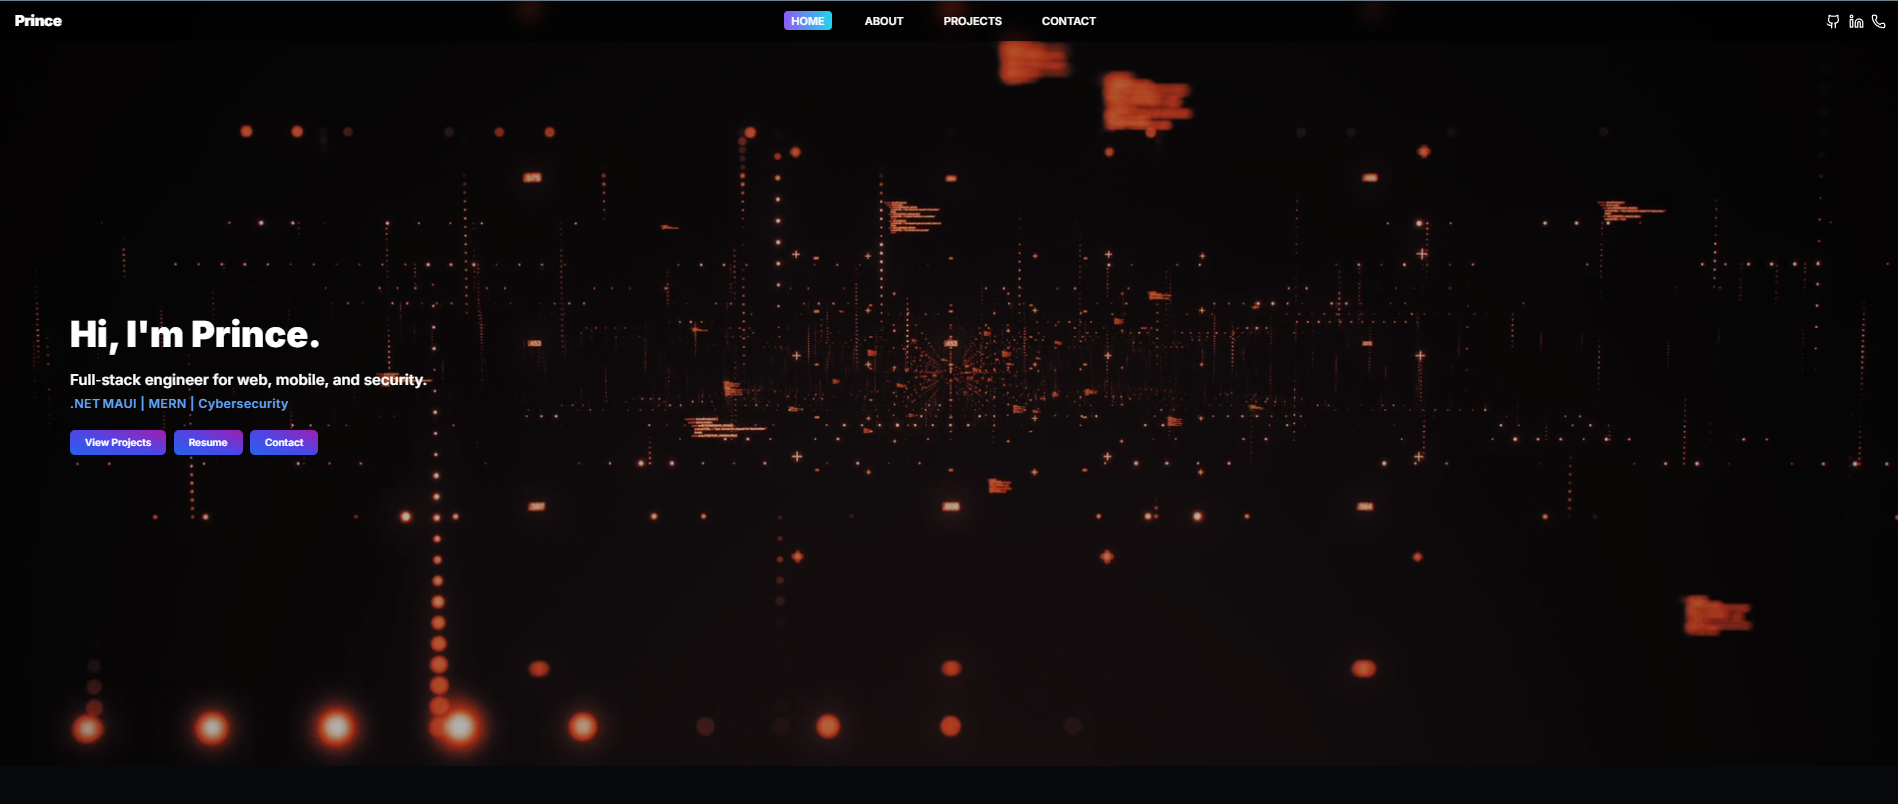 Prince
HOME ABOUT PROJECTS CONTACT
Hi, I'm Prince.
Full-stack engineer for web, mobile, and security.
.NET MAUI | MERN | Cybersecurity
View Projects Resume Contact